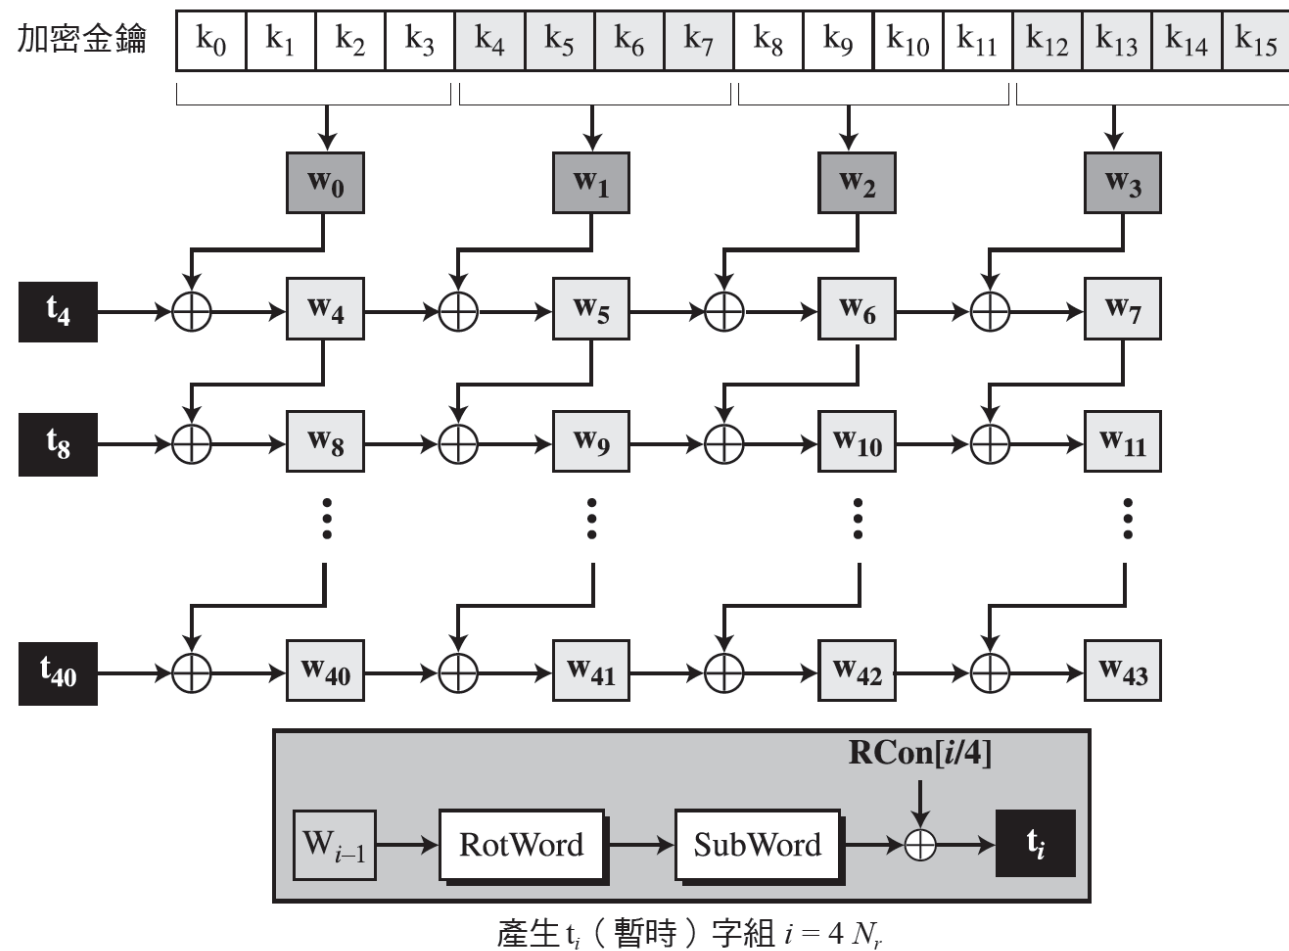 加密金鑰 k₀ k₁ k₂ k₃ k₄ k₅ k₆ k₇ k₈ k₉ k₁₀ k₁₁ k₁₂ k₁₃ k₁₄ k₁₅
w₀ w₁ w₂ w₃
t₄ w₄ w₅ w₆ w₇
t₈ w₈ w₉ w₁₀ w₁₁
t₄₀ w₄₀ w₄₁ w₄₂ w₄₃
RCon[i/4]
Wᵢ₋₁ RotWord SubWord tᵢ
產生 tᵢ（暫時）字組 i = 4 Nᵣ